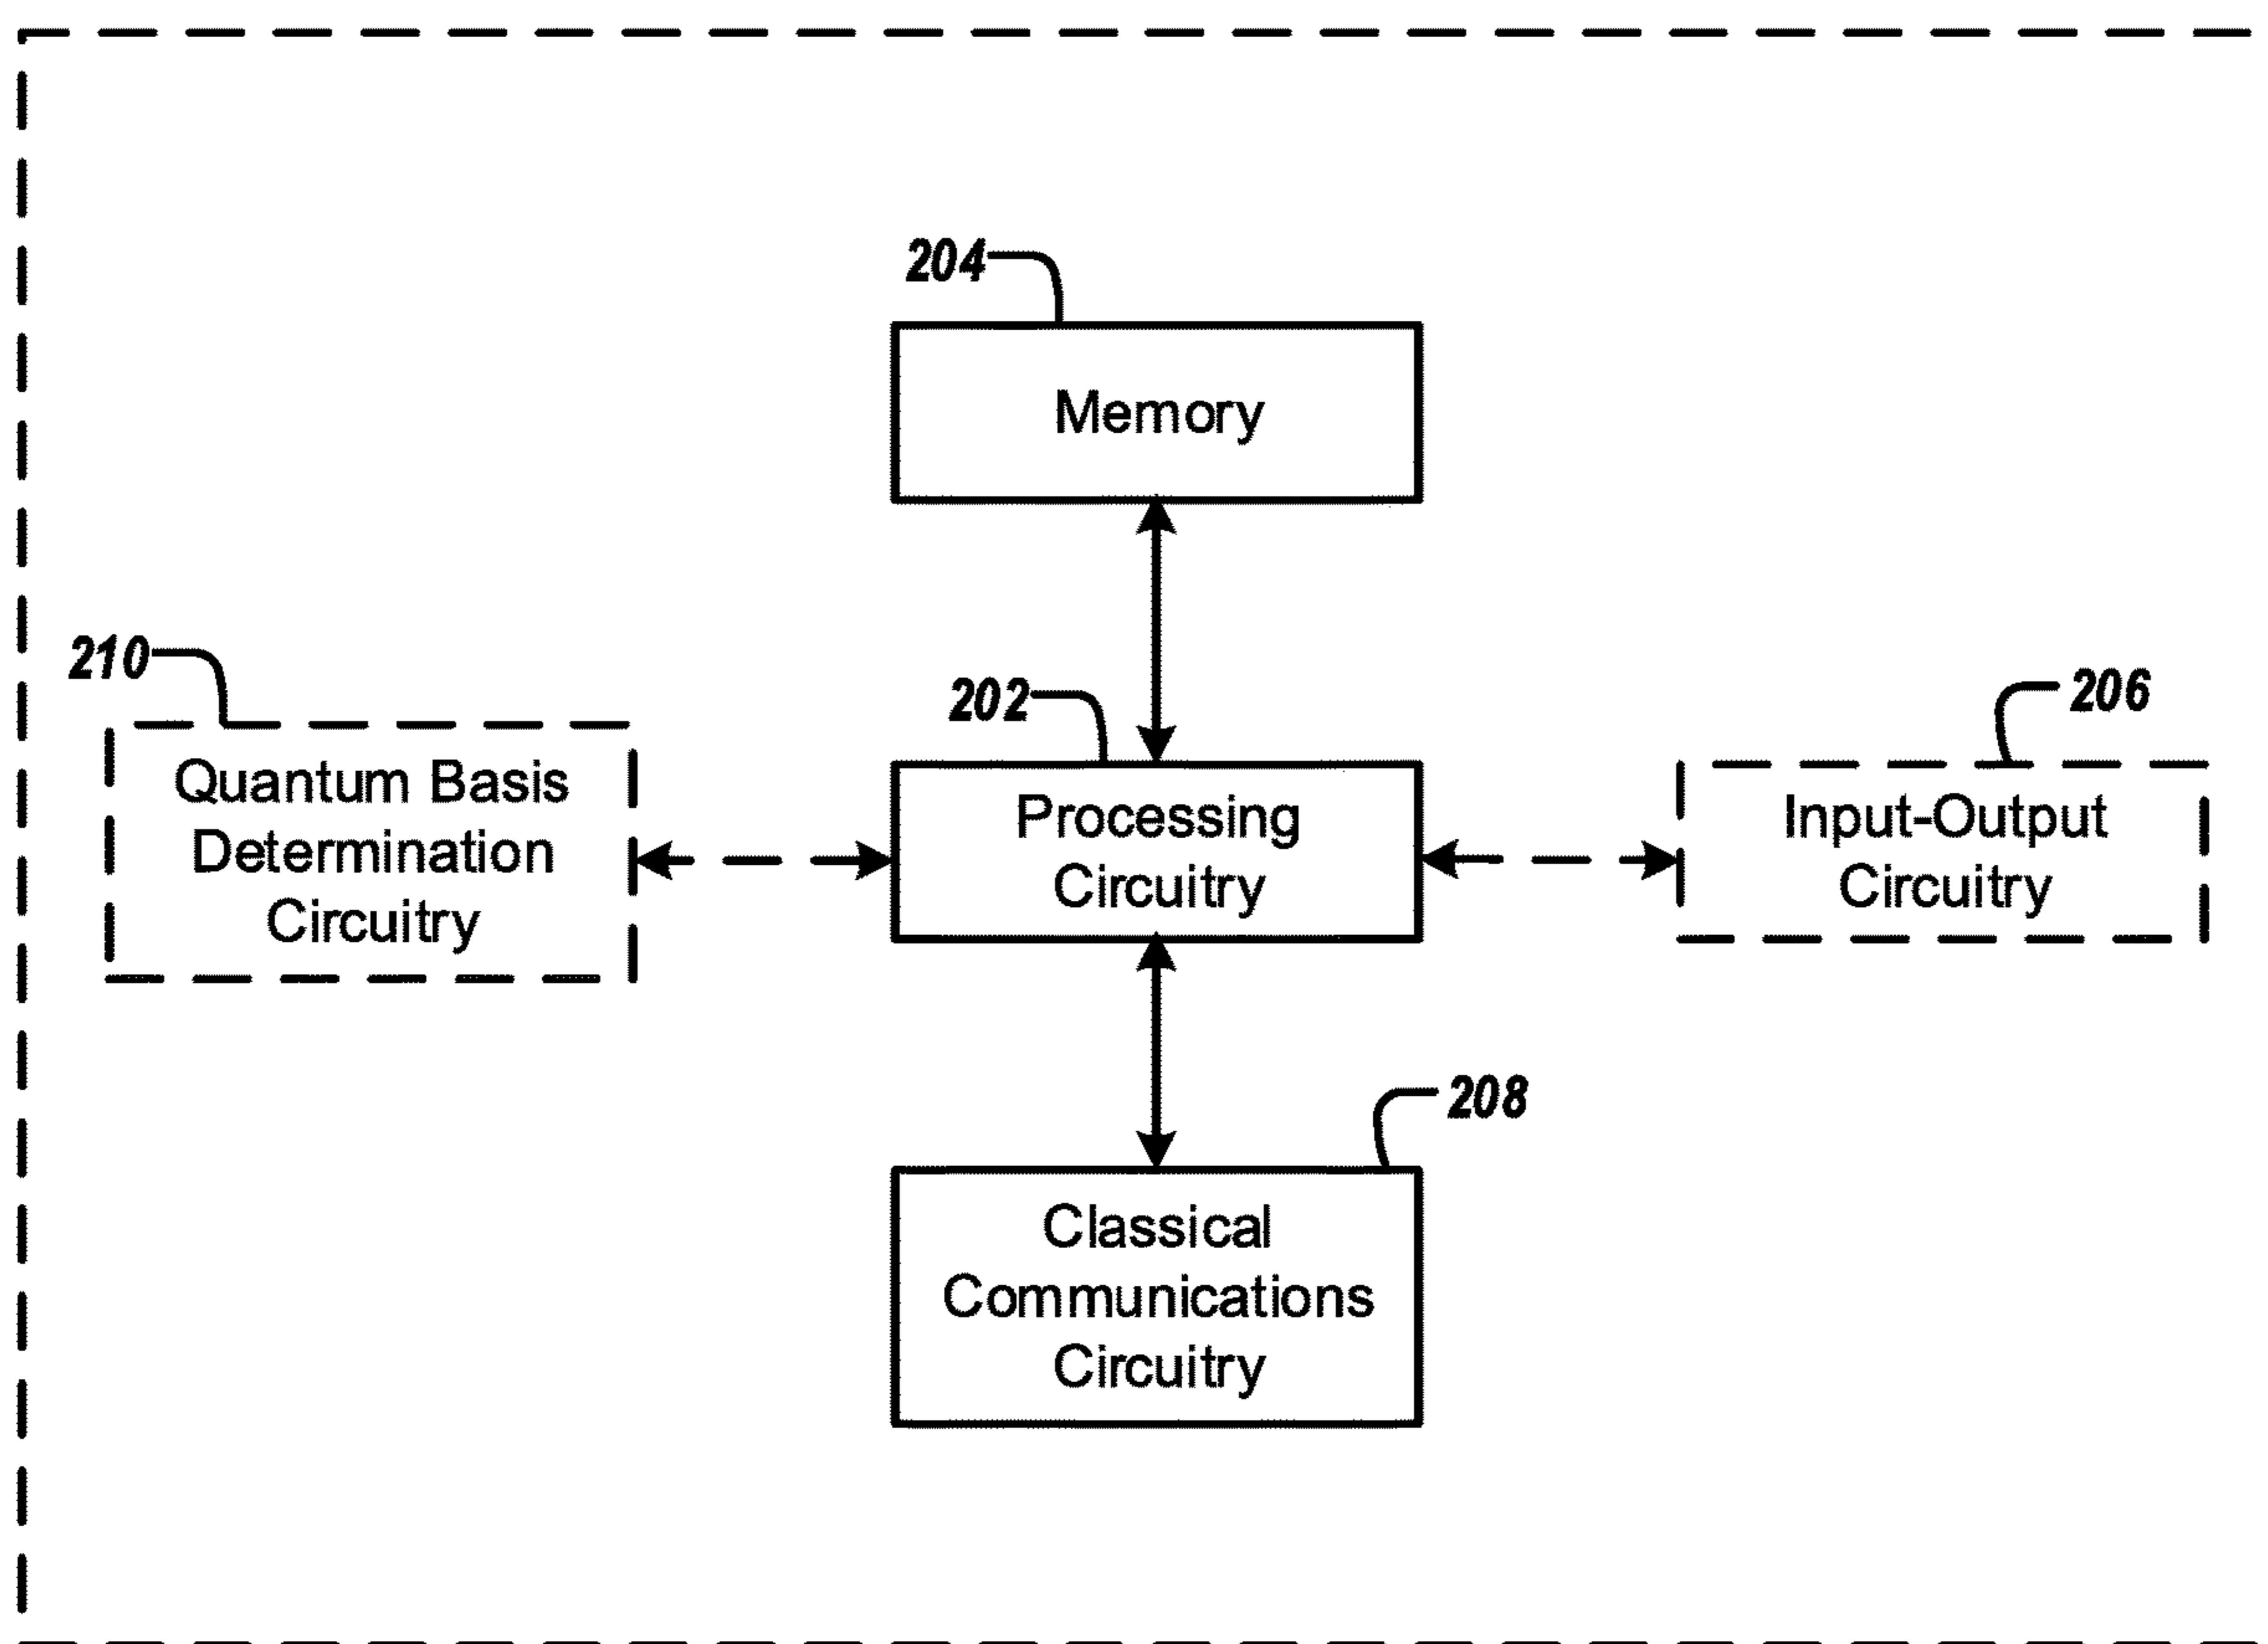 204
Memory
210
Quantum Basis
Determination
Circuitry
202
Processing
Circuitry
206
Input-Output
Circuitry
208
Classical
Communications
Circuitry